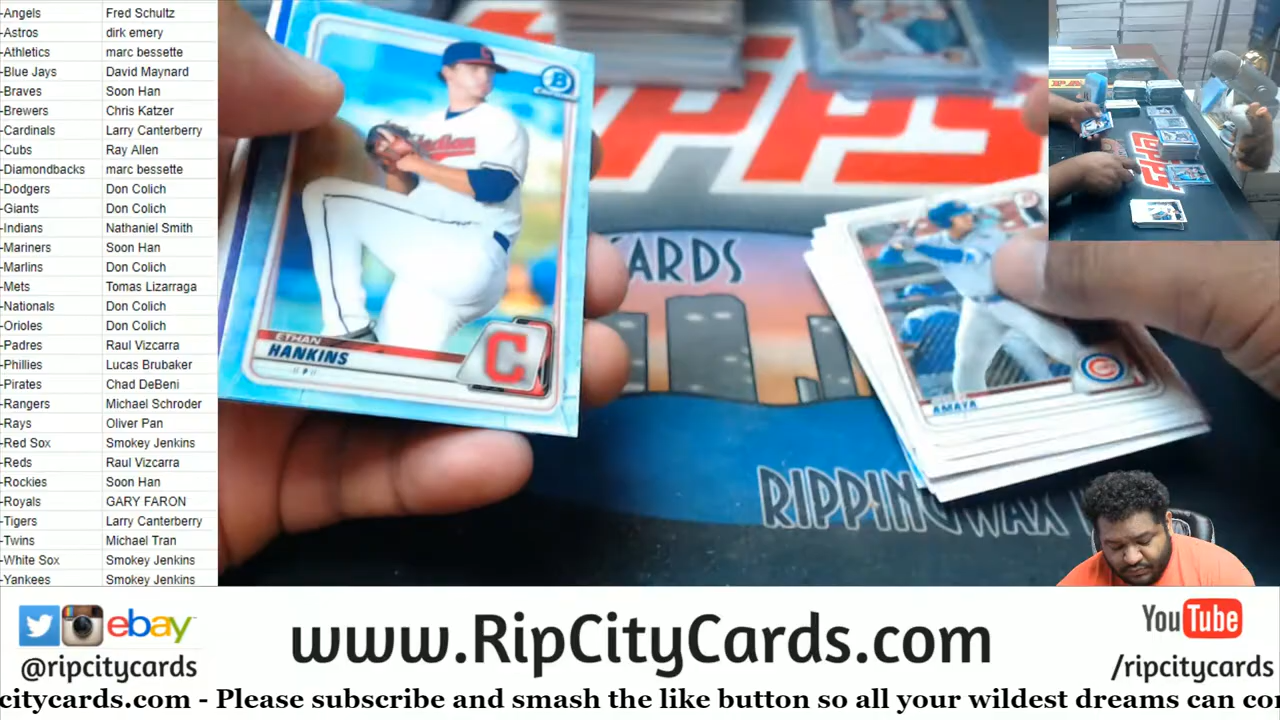 -Angels Fred Schultz
-Astros dirk emery
-Athletics marc bessette
-Blue Jays David Maynard
-Braves Soon Han
-Brewers Chris Katzer
-Cardinals Larry Canterberry
-Cubs Ray Allen
-Diamondbacks marc bessette
-Dodgers Don Colich
-Giants Don Colich
-Indians Nathaniel Smith
-Mariners Soon Han
-Marlins Don Colich
-Mets Tomas Lizarraga
-Nationals Don Colich
-Orioles Don Colich
-Padres Raul Vizcarra
-Phillies Lucas Brubaker
-Pirates Chad DeBeni
-Rangers Michael Schroder
-Rays Oliver Pan
-Red Sox Smokey Jenkins
-Reds Raul Vizcarra
-Rockies Soon Han
-Royals GARY FARON
-Tigers Larry Canterberry
-Twins Michael Tran
-White Sox Smokey Jenkins
-Yankees Smokey Jenkins
B
Indians
ETHAN
HANKINS
C
CARDS
AMAYA
RIPPINGWAX
ebay
@ripcitycards
www.RipCityCards.com
YouTube
/ripcitycards
citycards.com - Please subscribe and smash the like button so all your wildest dreams can co